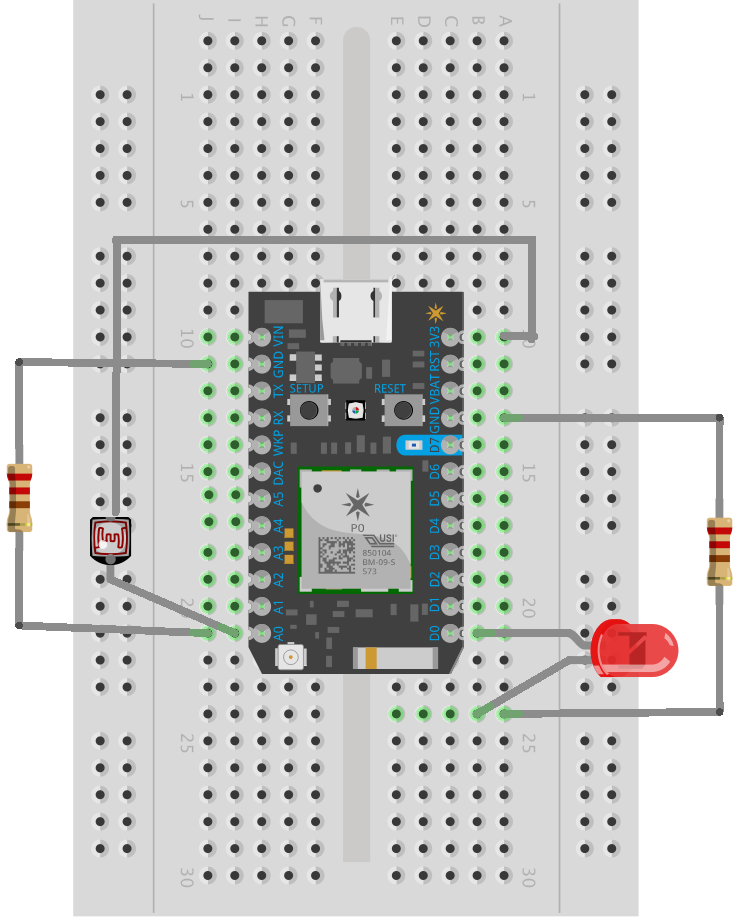 J I H G F E D C B A
1 1
5 5
10
VIN 3V3
GND RST
TX VBAT
SETUP RESET
RX GND
WKP D7
15 15
DAC D6
A5 D5
A4 D4
P0
USI
850104
BM-09-S
573
A3 D3
A2 D2
A1 D1
20
A0 D0
25 25
30 30